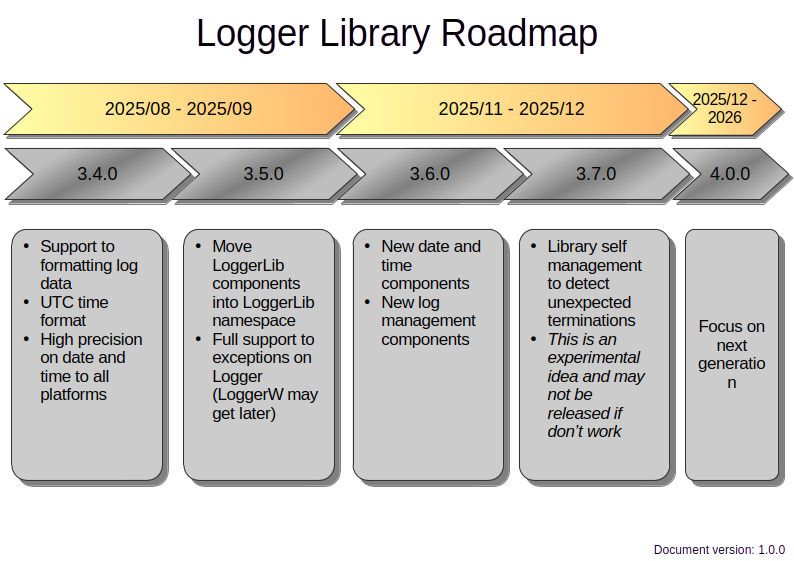 Logger Library Roadmap
2025/08 - 2025/09
2025/11 - 2025/12
2025/12 -
2026
3.4.0
3.5.0
3.6.0
3.7.0
4.0.0
• Support to
formatting log
data
• UTC time
format
• High precision
on date and
time to all
platforms
• Move
LoggerLib
components
into LoggerLib
namespace
• Full support to
exceptions on
Logger
(LoggerW may
get later)
• New date and
time
components
• New log
management
components
• Library self
management
to detect
unexpected
terminations
• This is an
experimental
idea and may
not be
released if
don’t work
Focus on
next
generatio
n
Document version: 1.0.0